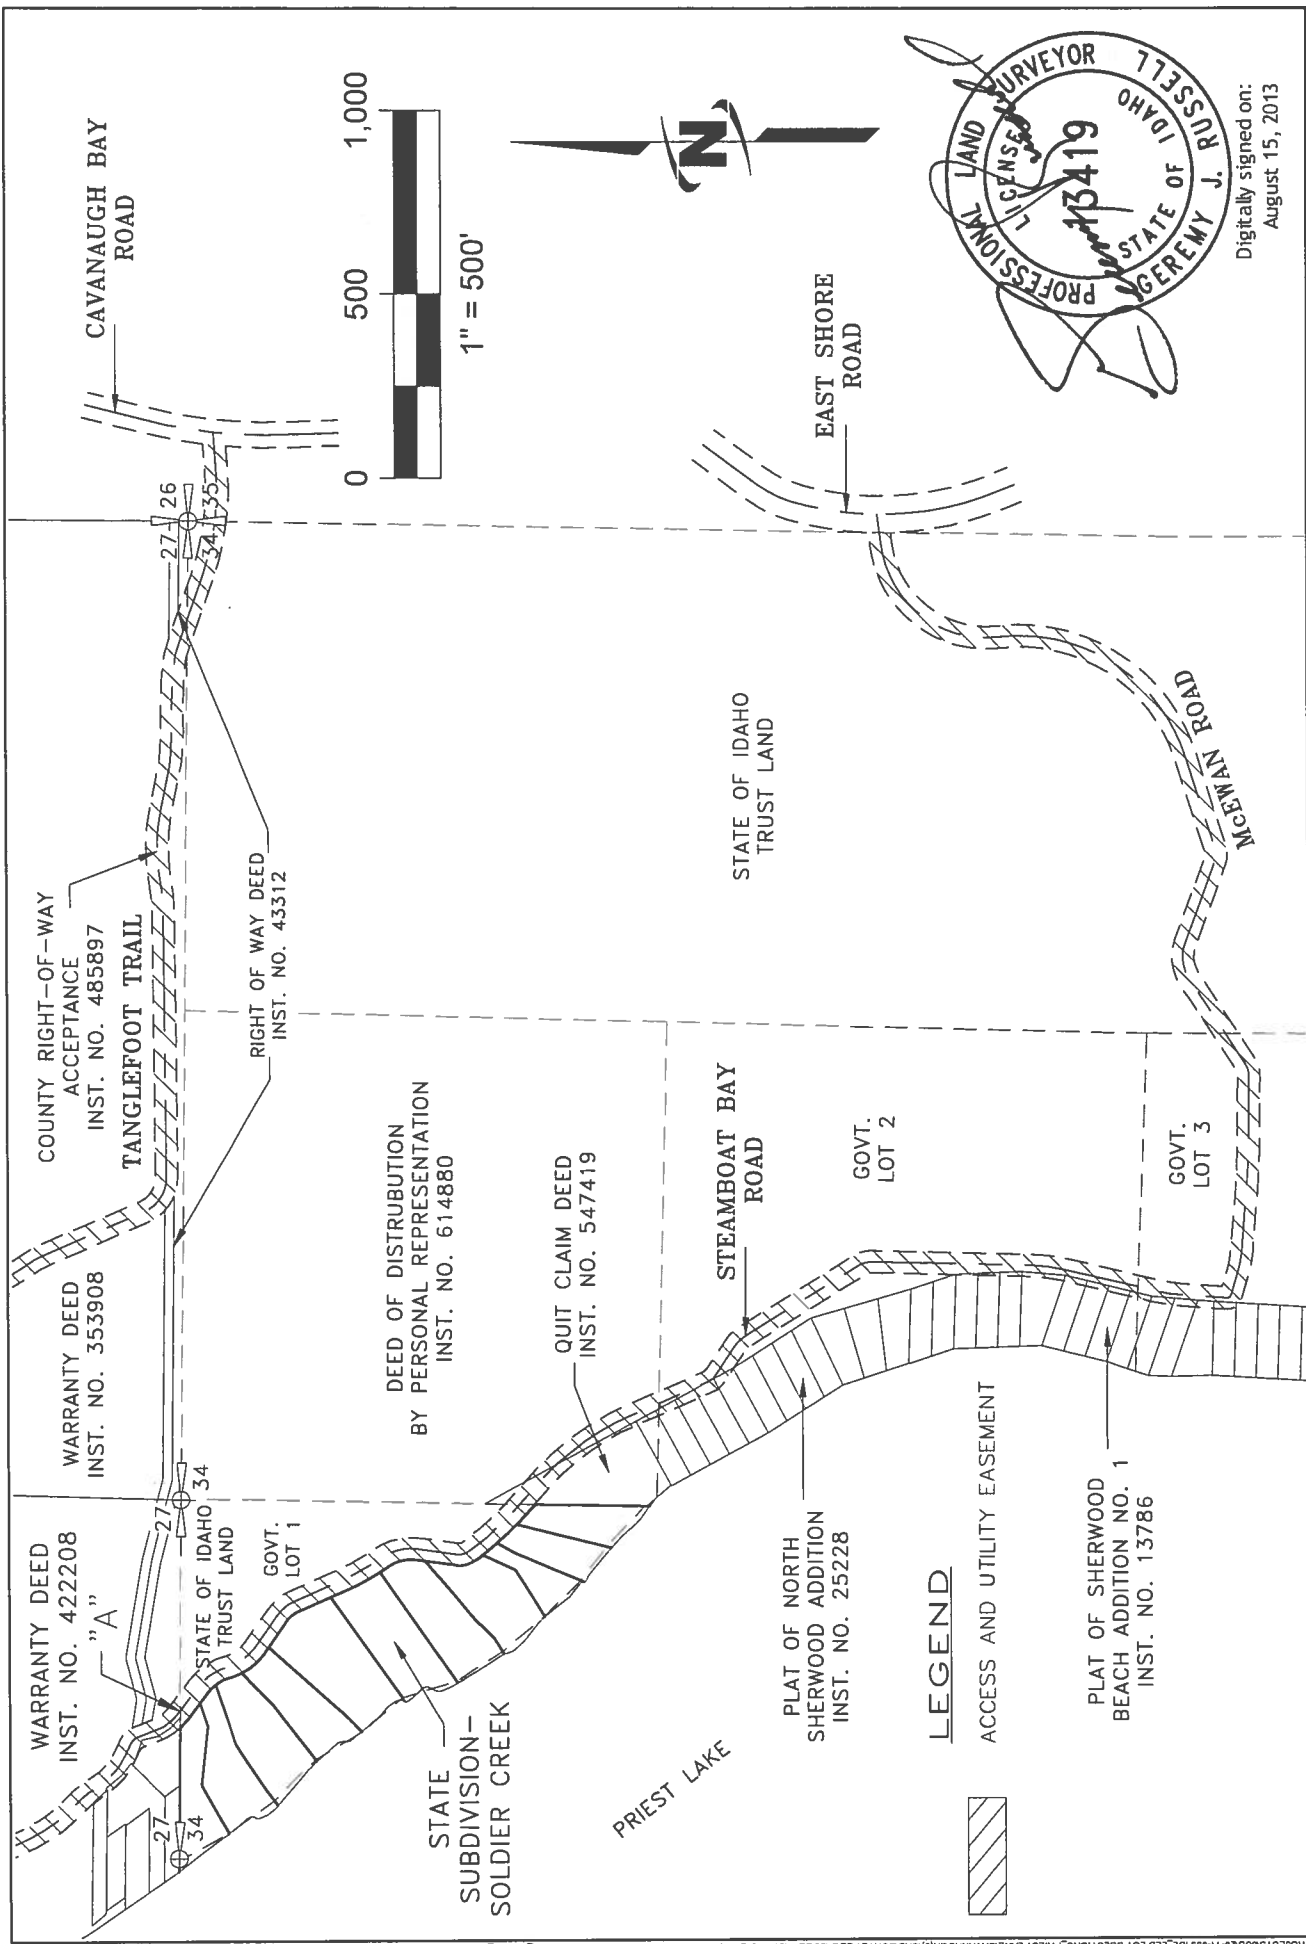 WARRANTY DEED
INST. NO. 422208
"A"
WARRANTY DEED
INST. NO. 353908
COUNTY RIGHT-OF-WAY
ACCEPTANCE
INST. NO. 485897
TANGLEFOOT TRAIL
CAVANAUGH BAY
ROAD
27
34
27
34
27
26
34
35
STATE OF IDAHO
TRUST LAND
GOVT.
LOT 1
RIGHT OF WAY DEED
INST. NO. 43312
0
500
1,000
1" = 500'
DEED OF DISTRUBUTION
BY PERSONAL REPRESENTATION
INST. NO. 614880
STATE
SUBDIVISION-
SOLDIER CREEK
QUIT CLAIM DEED
INST. NO. 547419
N
PRIEST LAKE
STEAMBOAT BAY
ROAD
STATE OF IDAHO
TRUST LAND
EAST SHORE
ROAD
PLAT OF NORTH
SHERWOOD ADDITION
INST. NO. 25228
GOVT.
LOT 2
LEGEND
ACCESS AND UTILITY EASEMENT
PLAT OF SHERWOOD
BEACH ADDITION NO. 1
INST. NO. 13786
GOVT.
LOT 3
McEWAN ROAD
PROFESSIONAL LAND SURVEYOR
LICENSED
13419
STATE OF IDAHO
GEREMY J. RUSSELL
Digitally signed on:
August 15, 2013